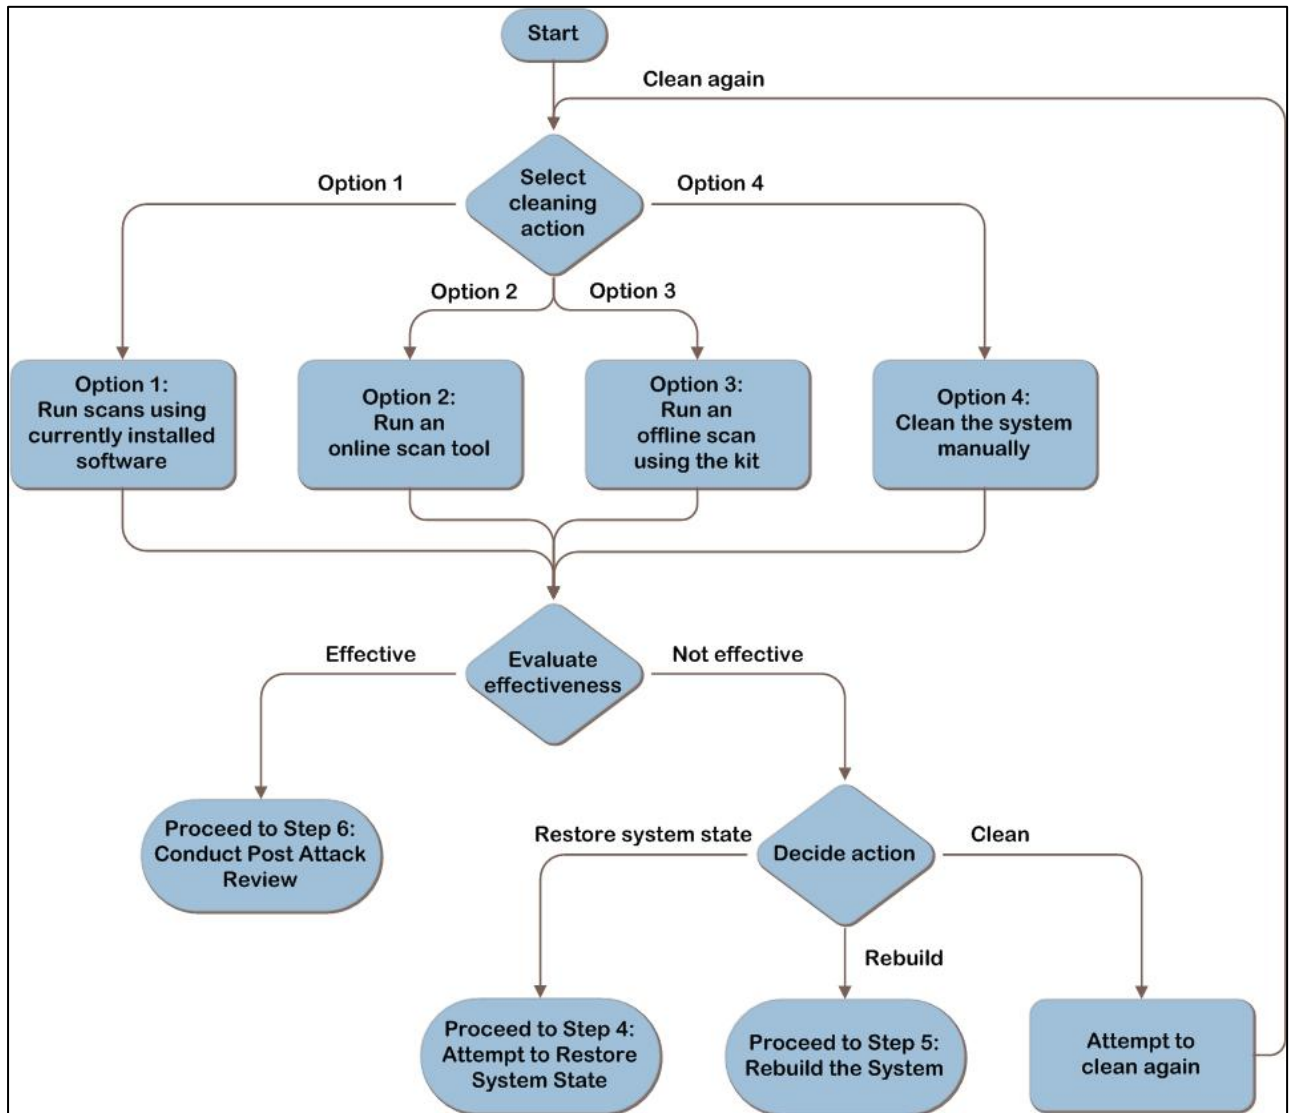 Start
Clean again
Select
cleaning
action
Option 1
Option 4
Option 2
Option 3
Option 1:
Run scans using
currently installed
software
Option 2:
Run an
online scan tool
Option 3:
Run an
offline scan
using the kit
Option 4:
Clean the system
manually
Evaluate
effectiveness
Effective
Not effective
Proceed to Step 6:
Conduct Post Attack
Review
Decide action
Restore system state
Clean
Rebuild
Proceed to Step 4:
Attempt to Restore
System State
Proceed to Step 5:
Rebuild the System
Attempt to
clean again